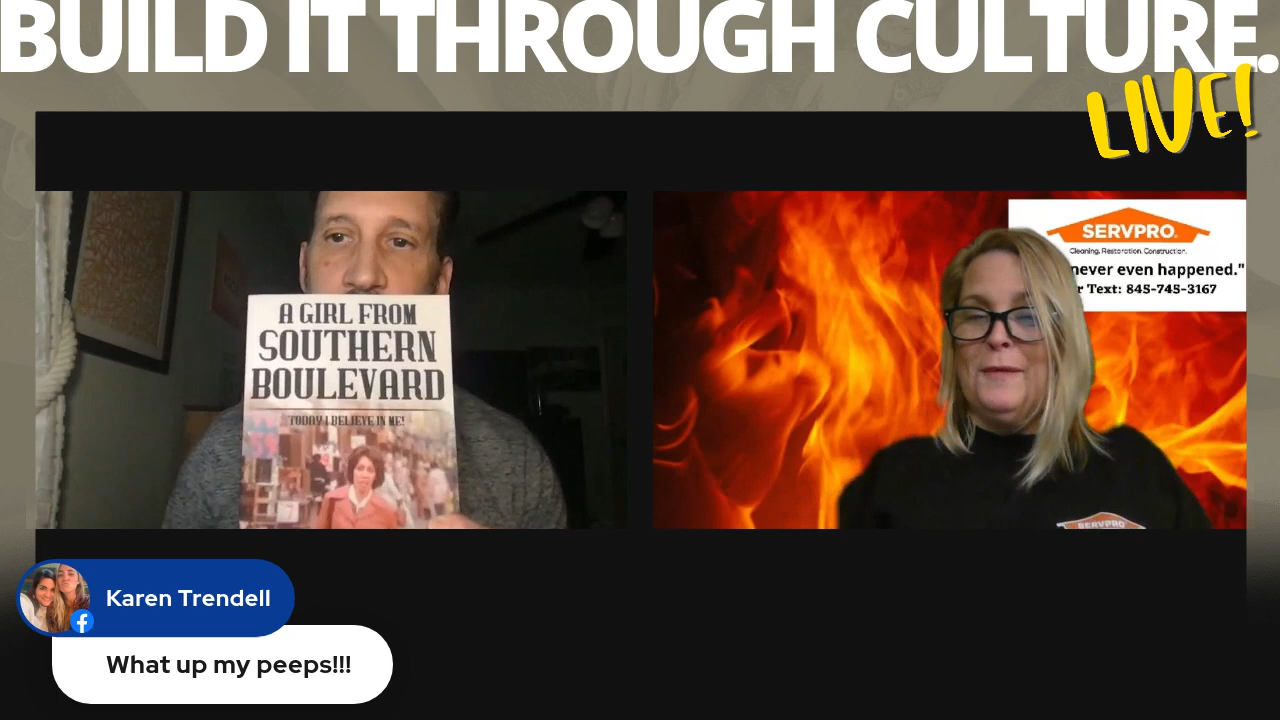 BUILD IT THROUGH CULTURE.
LIVE!
A GIRL FROM
SOUTHERN
BOULEVARD
TODAY I BELIEVE IN ME!
SERVPRO
Cleaning. Restoration. Construction.
never even happened."
r Text: 845-745-3167
SERVPRO
Karen Trendell
What up my peeps!!!